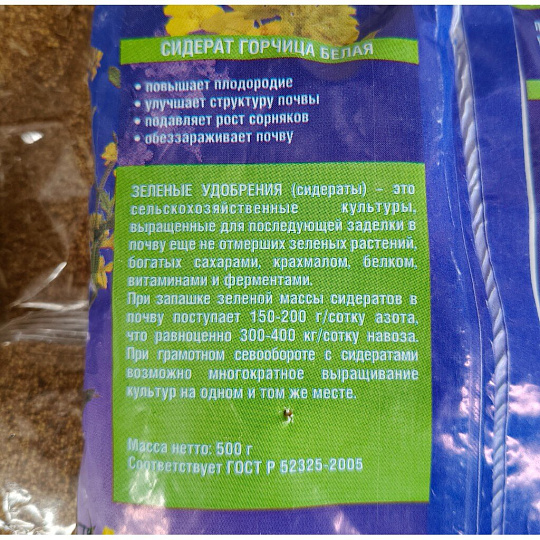 СИДЕРАТ ГОРЧИЦА БЕЛАЯ
• повышает плодородие
• улучшает структуру почвы
• подавляет рост сорняков
• обеззараживает почву
ЗЕЛЕНЫЕ УДОБРЕНИЯ (сидераты) – это
сельскохозяйственные культуры,
выращенные для последующей заделки в
почву еще не отмерших зеленых растений,
богатых сахарами, крахмалом, белком,
витаминами и ферментами.
При запашке зеленой массы сидератов в
почву поступает 150-200 г/сотку азота,
что равноценно 300-400 кг/сотку навоза.
При грамотном севообороте с сидератами
возможно многократное выращивание
культур на одном и том же месте.
Масса нетто: 500 г
Соответствует ГОСТ Р 52325-2005